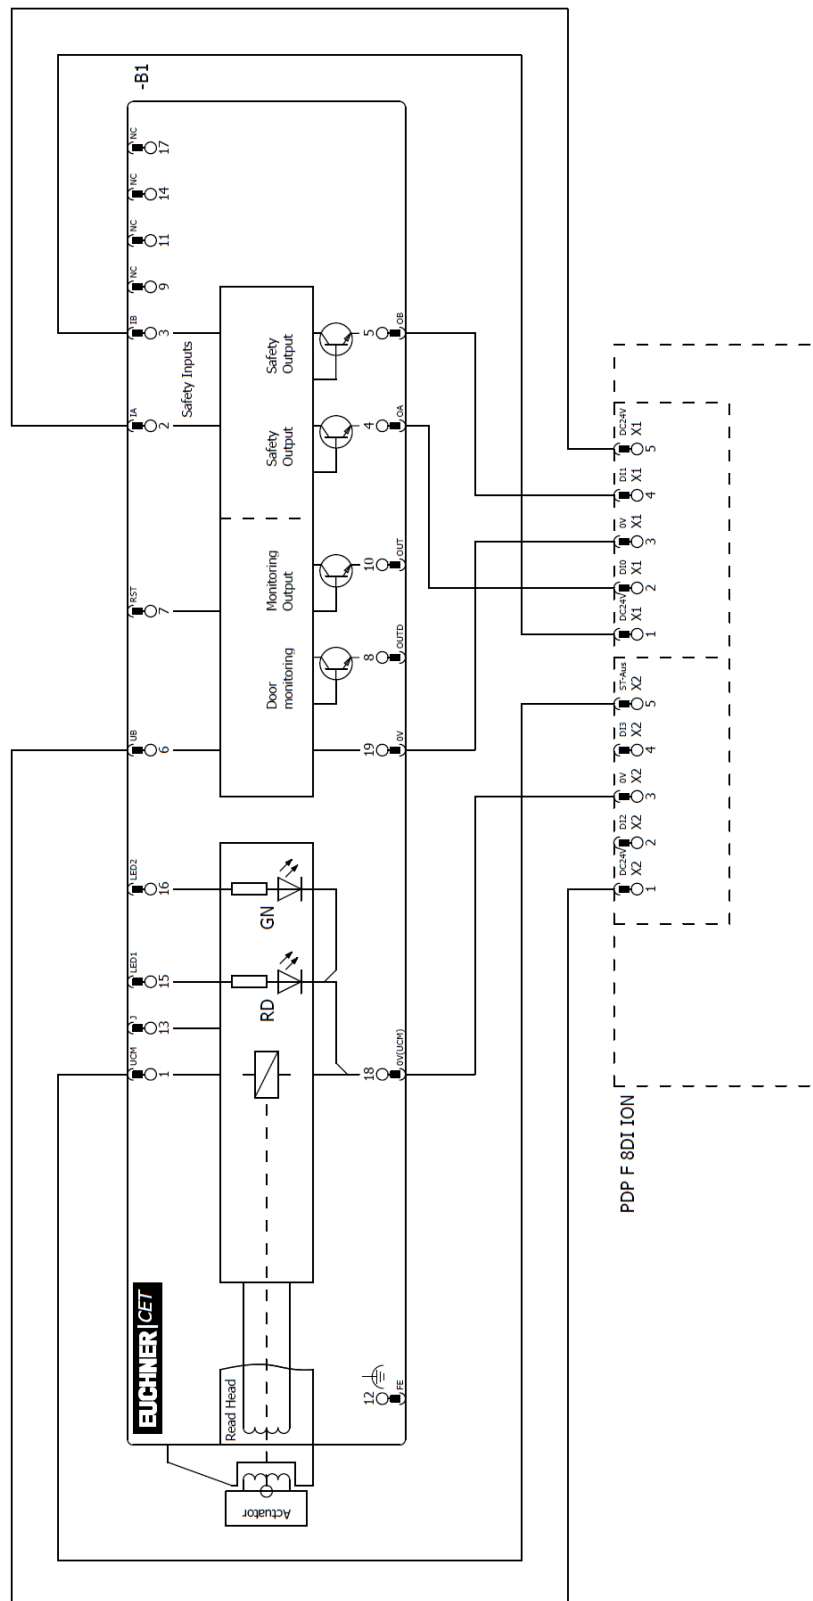 -B1
NC
17
NC
14
NC
11
NC
9
IB
3
Safety Inputs
IA
2
RST
7
UB
6
LED2
16
LED1
15
J
13
UCM
1
Safety
Output
5
OB
Safety
Output
4
OA
Monitoring
Output
10
OUT
Door
monitoring
8
OUTD
19
0V
GN
RD
18
0V(UCM)
EUCHNER|CET
Read Head
12
FE
Actuator
DC24V
X1
5
DI1
X1
4
0V
X1
3
DI0
X1
2
DC24V
X1
1
ST-Aus
X2
5
DI3
X2
4
0V
X2
3
DI2
X2
2
DC24V
X2
1
PDP F 8DI ION